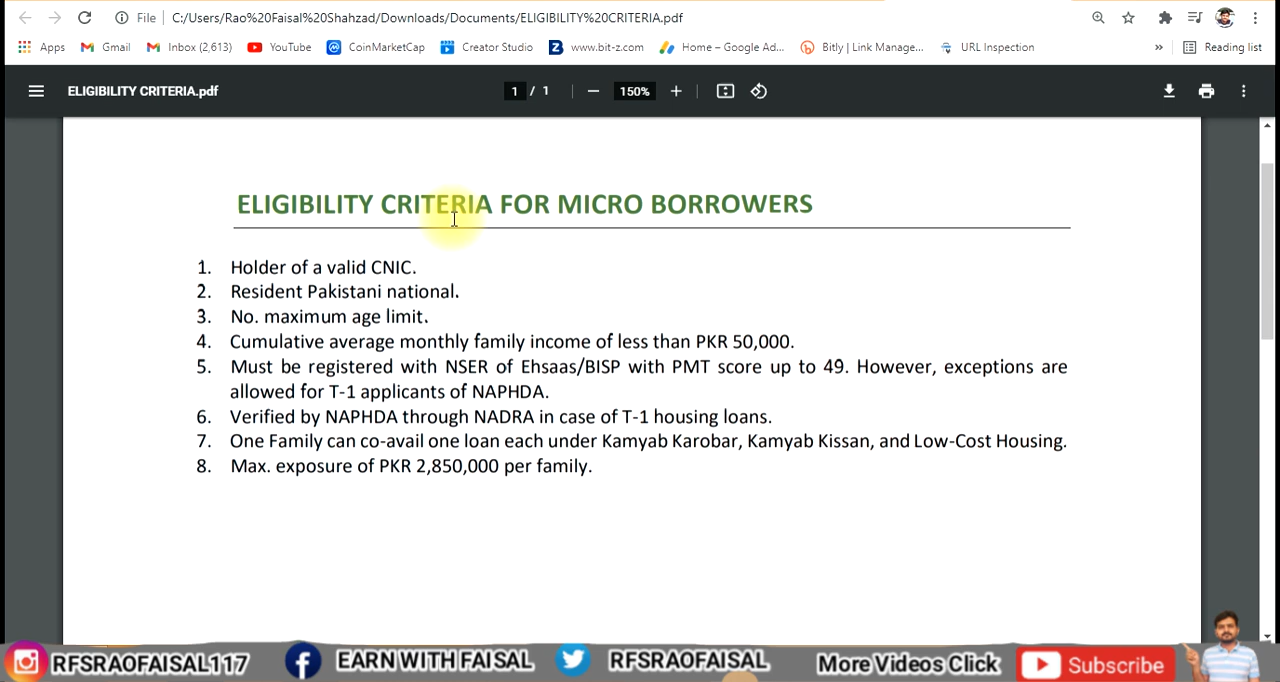 File C:/Users/Rao%20Faisal%20Shahzad/Downloads/Documents/ELIGIBILITY%20CRITERIA.pdf
Apps Gmail Inbox (2,613) YouTube CoinMarketCap Creator Studio www.bit-z.com Home – Google Ad... Bitly | Link Manage... URL Inspection » Reading list
ELIGIBILITY CRITERIA.pdf 1 / 1 150%
ELIGIBILITY CRITERIA FOR MICRO BORROWERS
1. Holder of a valid CNIC.
2. Resident Pakistani national.
3. No. maximum age limit.
4. Cumulative average monthly family income of less than PKR 50,000.
5. Must be registered with NSER of Ehsaas/BISP with PMT score up to 49. However, exceptions are
allowed for T-1 applicants of NAPHDA.
6. Verified by NAPHDA through NADRA in case of T-1 housing loans.
7. One Family can co-avail one loan each under Kamyab Karobar, Kamyab Kissan, and Low-Cost Housing.
8. Max. exposure of PKR 2,850,000 per family.
RFSRAOFAISAL117 EARN WITH FAISAL RFSRAOFAISAL More Videos Click Subscribe